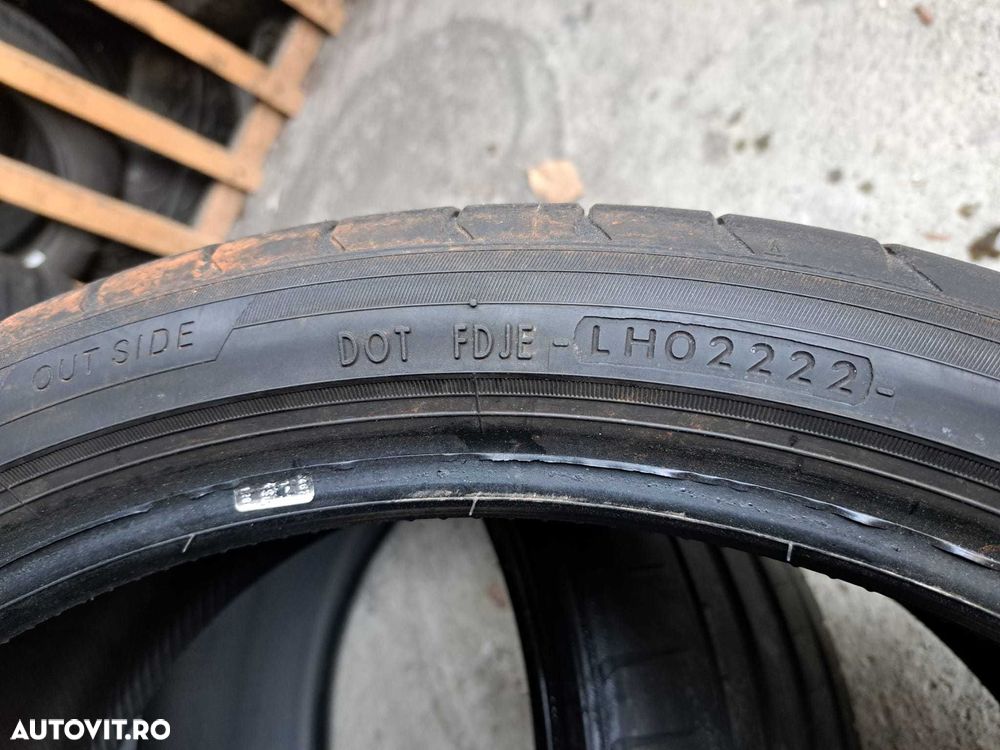 OUTSIDE
DOT FDJE - LH02222 -
AUTOVIT.RO